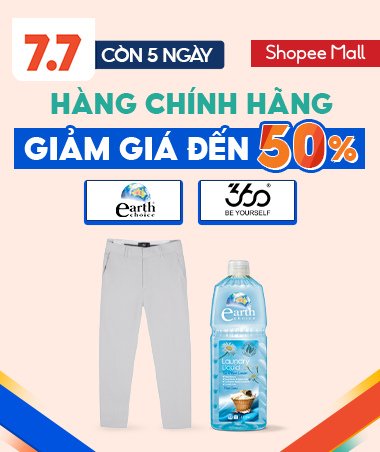 7.7
CÒN 5 NGÀY
Shopee Mall
HÀNG CHÍNH HÃNG
GIẢM GIÁ ĐẾN 50%
earth
choice
360®
BE YOURSELF
earth
choice
Laundry
Liquid